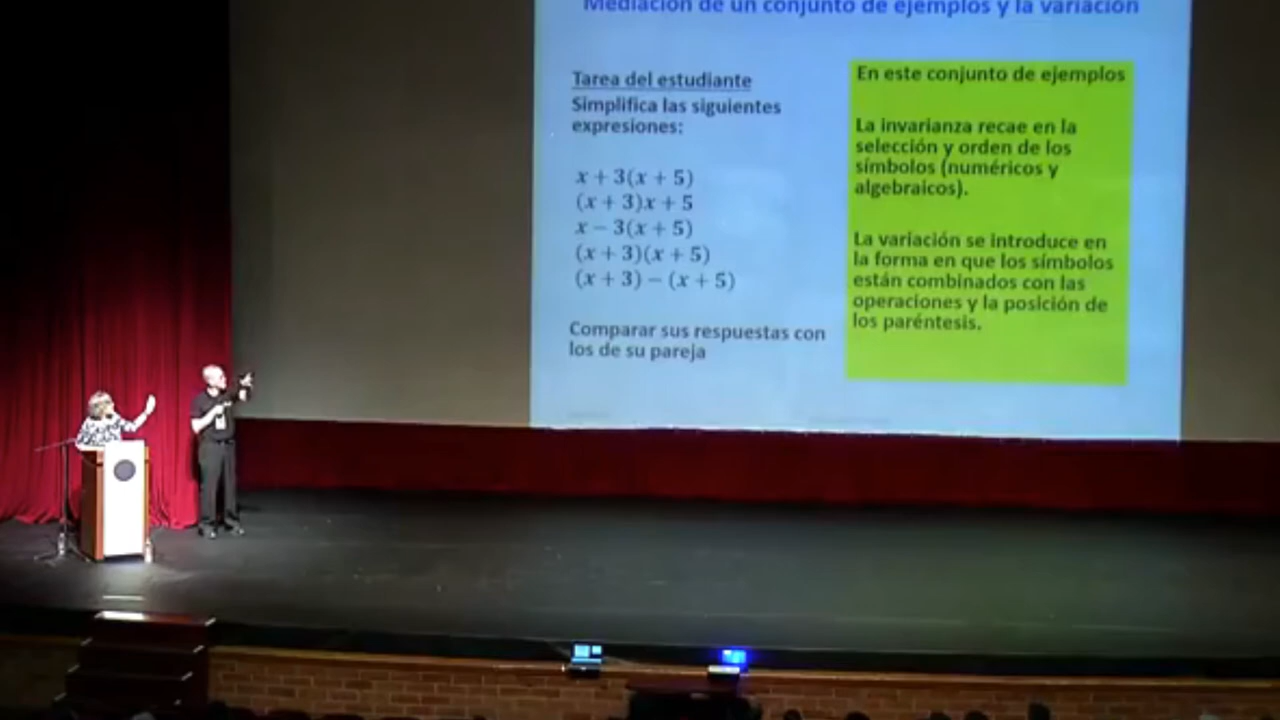 Mediación de un conjunto de ejemplos y la variación
Tarea del estudiante
Simplifica las siguientes
expresiones:
x + 3(x + 5)
(x + 3)x + 5
x − 3(x + 5)
(x + 3)(x + 5)
(x + 3) − (x + 5)
Comparar sus respuestas con
los de su pareja
En este conjunto de ejemplos
La invarianza recae en la
selección y orden de los
símbolos (numéricos y
algebraicos).
La variación se introduce en
la forma en que los símbolos
están combinados con las
operaciones y la posición de
los paréntesis.